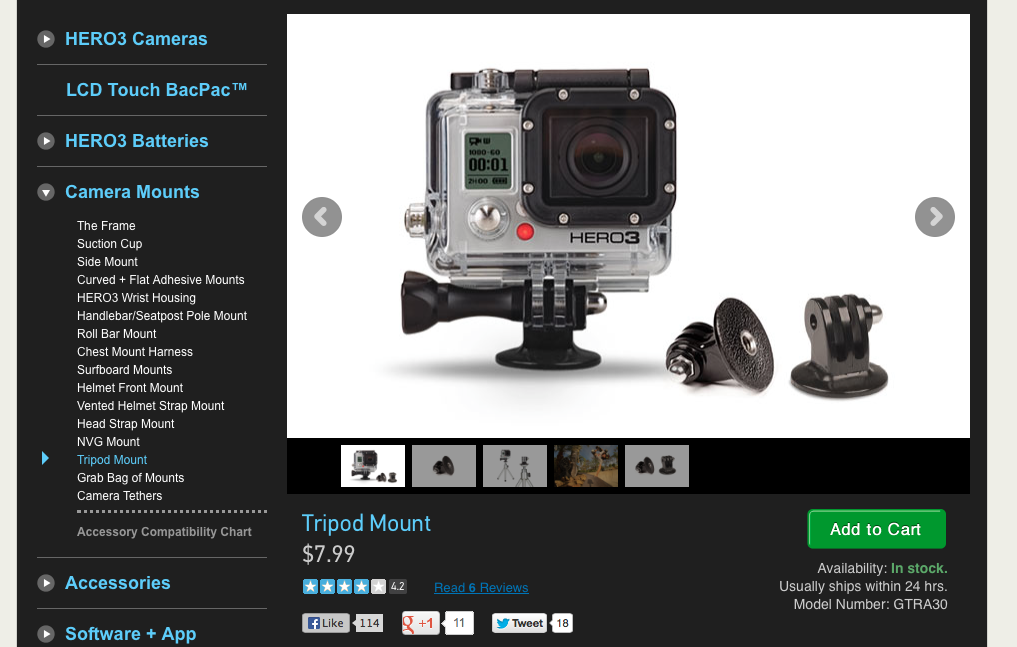 HERO3 Cameras
LCD Touch BacPac™
HERO3 Batteries
Camera Mounts
The Frame
Suction Cup
Side Mount
Curved + Flat Adhesive Mounts
HERO3 Wrist Housing
Handlebar/Seatpost Pole Mount
Roll Bar Mount
Chest Mount Harness
Surfboard Mounts
Helmet Front Mount
Vented Helmet Strap Mount
Head Strap Mount
NVG Mount
Tripod Mount
Grab Bag of Mounts
Camera Tethers
Accessory Compatibility Chart
Accessories
Software + App
1080-60
00:01
2H00
HERO3
Tripod Mount
$7.99
4.2 Read 6 Reviews
Like 114 +1 11 Tweet 18
Add to Cart
Availability: In stock.
Usually ships within 24 hrs.
Model Number: GTRA30